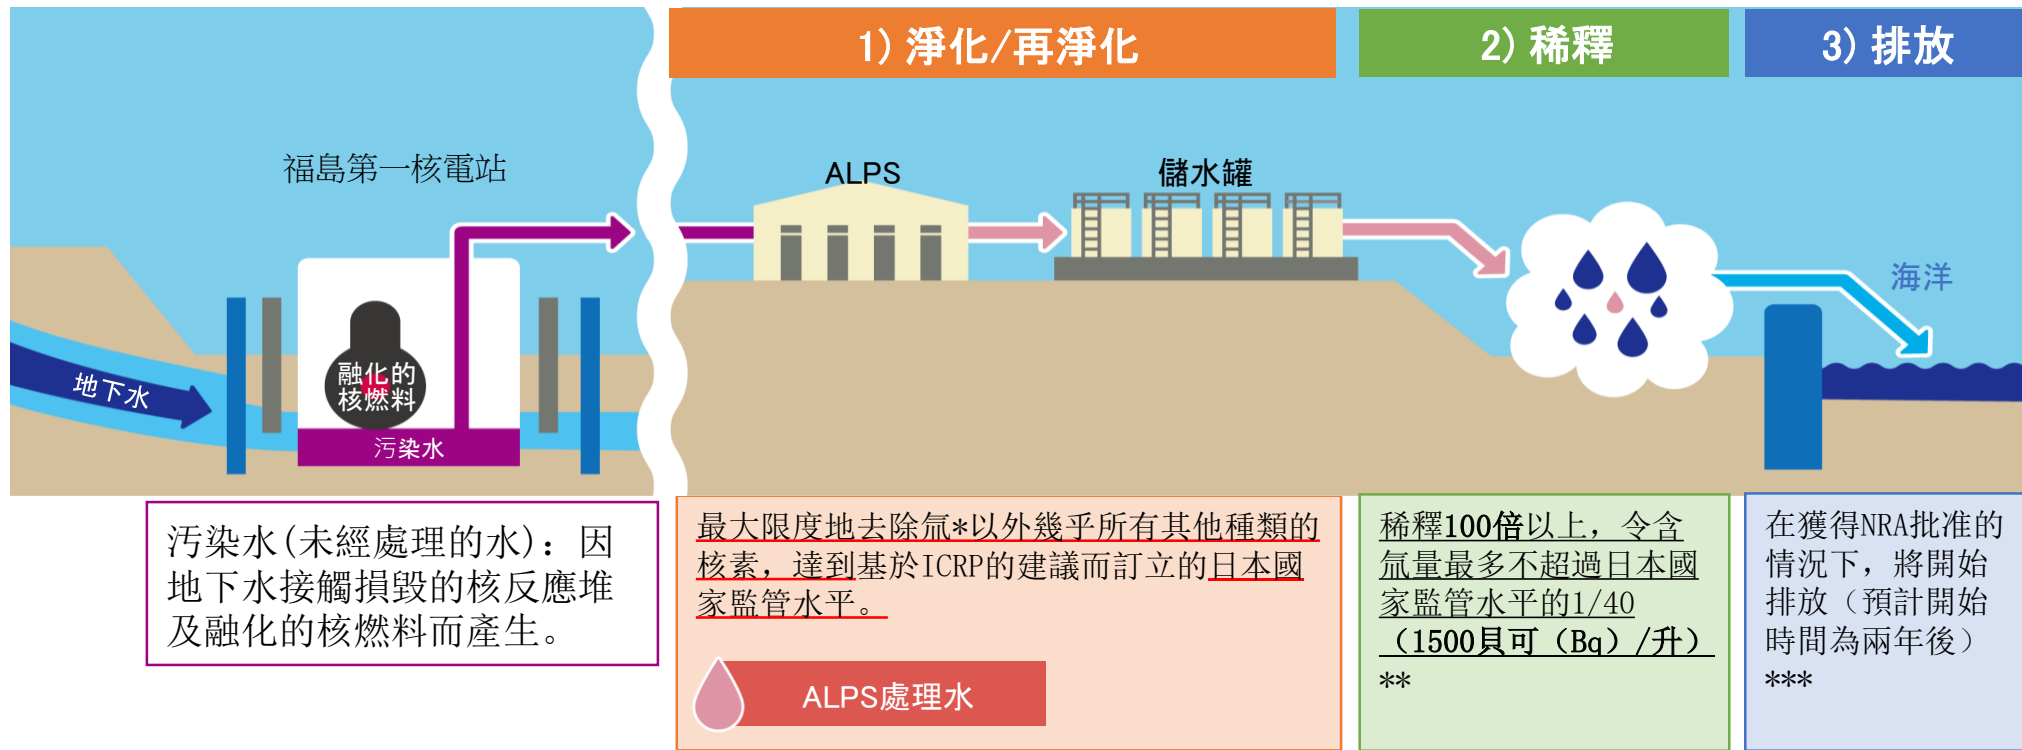 1) 淨化/再淨化
2) 稀釋
3) 排放
福島第一核電站
ALPS
儲水罐
海洋
地下水
融化的
核燃料
污染水
污染水(未經處理的水): 因
地下水接觸損毀的核反應堆
及融化的核燃料而產生。
最大限度地去除氚*以外幾乎所有其他種類的
核素, 達到基於ICRP的建議而訂立的日本國
家監管水平。
ALPS處理水
稀釋100倍以上, 令含
氚量最多不超過日本國
家監管水平的1/40
（1500貝可（Bq）/升）
**
在獲得NRA批准的
情況下, 將開始
排放（預計開始
時間為兩年後）
***